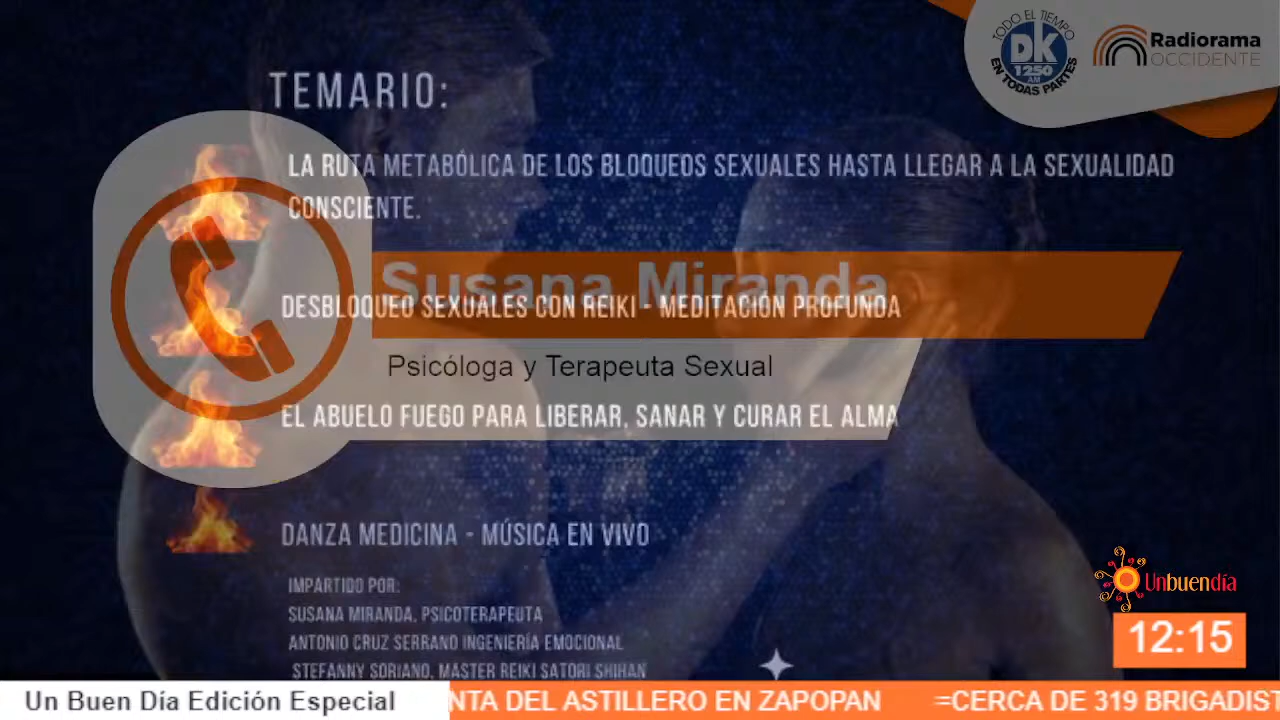 TODO EL TIEMPO
DK
1250
AM
EN TODAS PARTES
Radiorama
OCCIDENTE
TEMARIO:
LA RUTA METABÓLICA DE LOS BLOQUEOS SEXUALES HASTA LLEGAR A LA SEXUALIDAD
CONSCIENTE.
Susana Miranda
DESBLOQUEO SEXUALES CON REIKI - MEDITACIÓN PROFUNDA
Psicóloga y Terapeuta Sexual
EL ABUELO FUEGO PARA LIBERAR, SANAR Y CURAR EL ALMA
DANZA MEDICINA - MÚSICA EN VIVO
IMPARTIDO POR:
SUSANA MIRANDA, PSICOTERAPEUTA
ANTONIO CRUZ SERRANO INGENIERÍA EMOCIONAL
STEFANNY SORIANO, MÁSTER REIKI SATORI SHIHAN
Unbuendía
12:15
Un Buen Día Edición Especial
NTA DEL ASTILLERO EN ZAPOPAN =CERCA DE 319 BRIGADIST